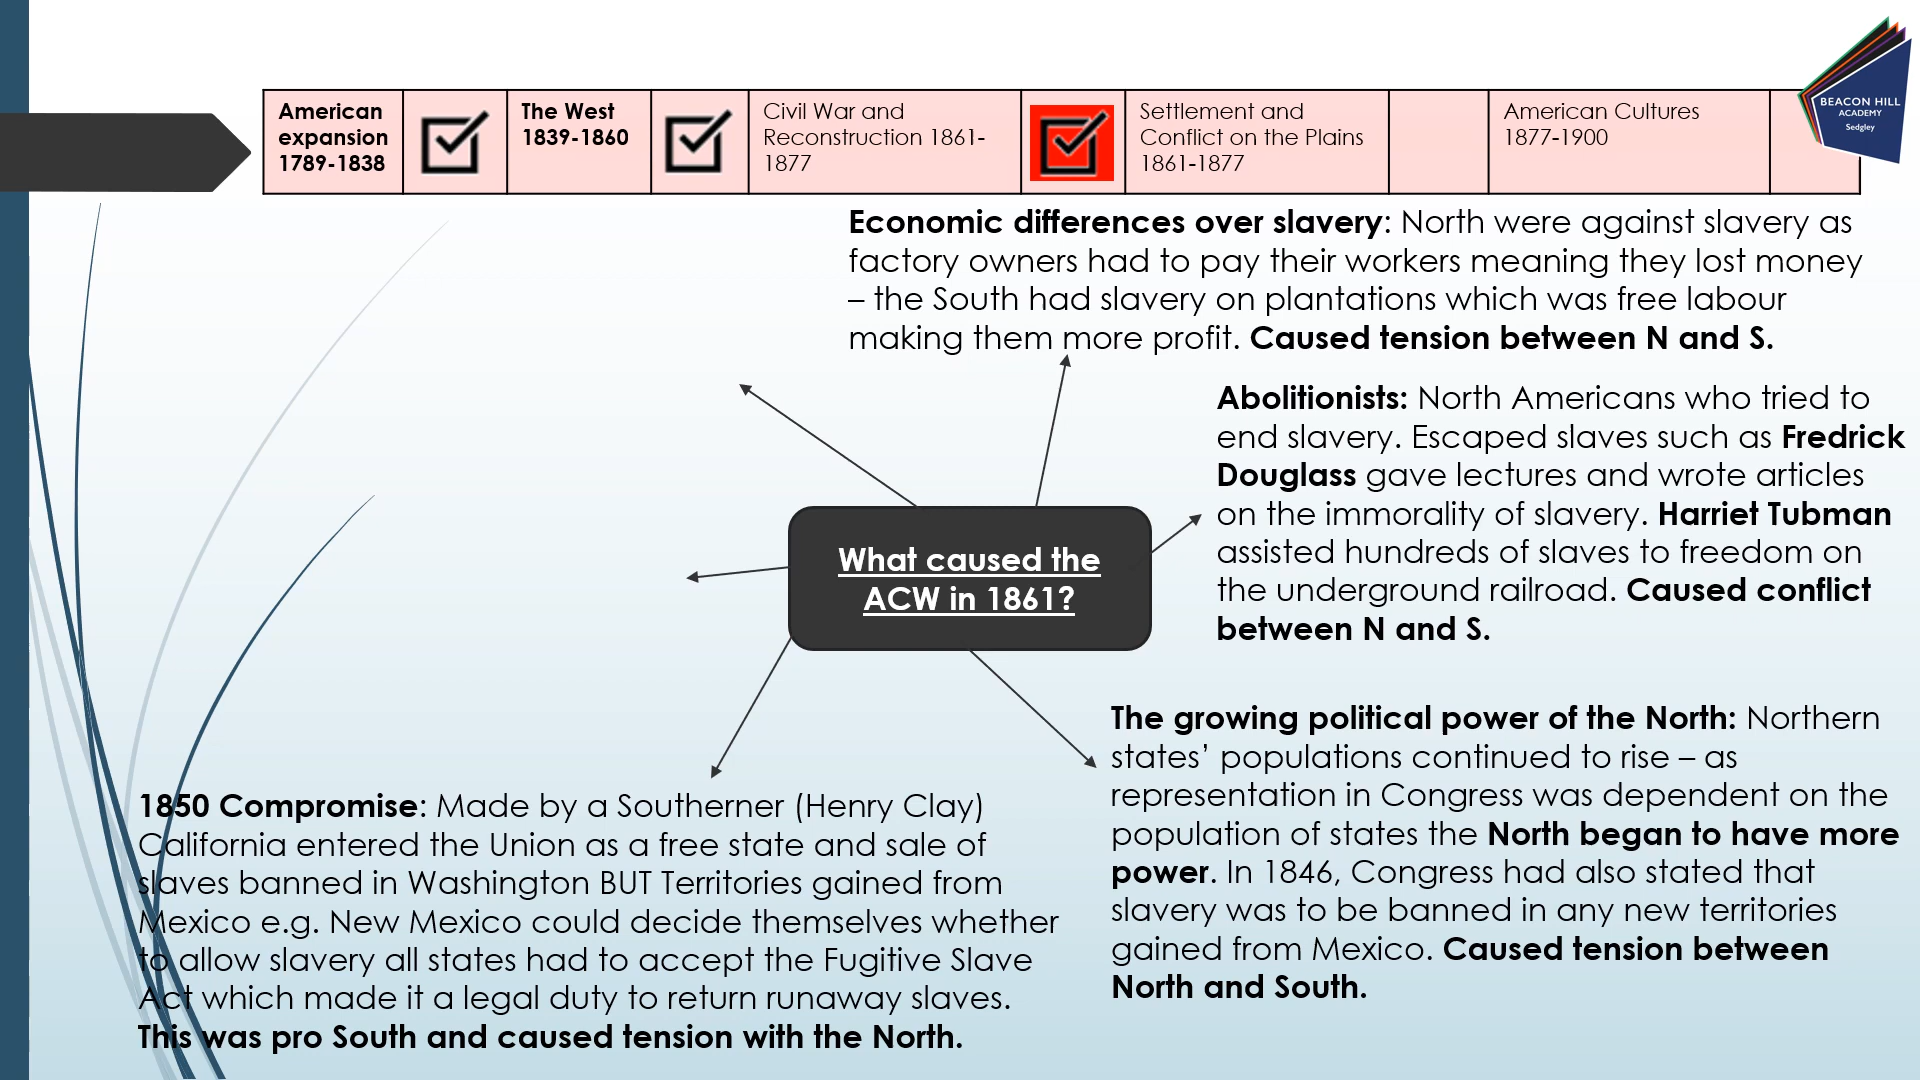 American
expansion
1789-1838
The West
1839-1860
Civil War and
Reconstruction 1861-
1877
Settlement and
Conflict on the Plains
1861-1877
American Cultures
1877-1900
BEACON HILL
ACADEMY
Sedgley
Economic differences over slavery: North were against slavery as
factory owners had to pay their workers meaning they lost money
– the South had slavery on plantations which was free labour
making them more profit. Caused tension between N and S.
Abolitionists: North Americans who tried to
end slavery. Escaped slaves such as Fredrick
Douglass gave lectures and wrote articles
on the immorality of slavery. Harriet Tubman
assisted hundreds of slaves to freedom on
the underground railroad. Caused conflict
between N and S.
What caused the
ACW in 1861?
The growing political power of the North: Northern
states’ populations continued to rise – as
representation in Congress was dependent on the
population of states the North began to have more
power. In 1846, Congress had also stated that
slavery was to be banned in any new territories
gained from Mexico. Caused tension between
North and South.
1850 Compromise: Made by a Southerner (Henry Clay)
California entered the Union as a free state and sale of
slaves banned in Washington BUT Territories gained from
Mexico e.g. New Mexico could decide themselves whether
to allow slavery all states had to accept the Fugitive Slave
Act which made it a legal duty to return runaway slaves.
This was pro South and caused tension with the North.